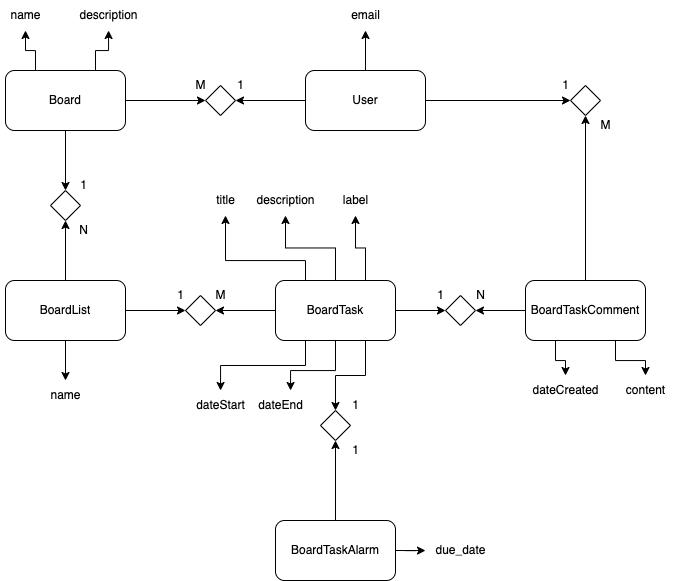 name
description
email
Board
M
1
User
1
M
1
N
title
description
label
BoardList
1
M
BoardTask
1
N
BoardTaskComment
name
dateStart
dateEnd
1
dateCreated
content
1
BoardTaskAlarm
due_date